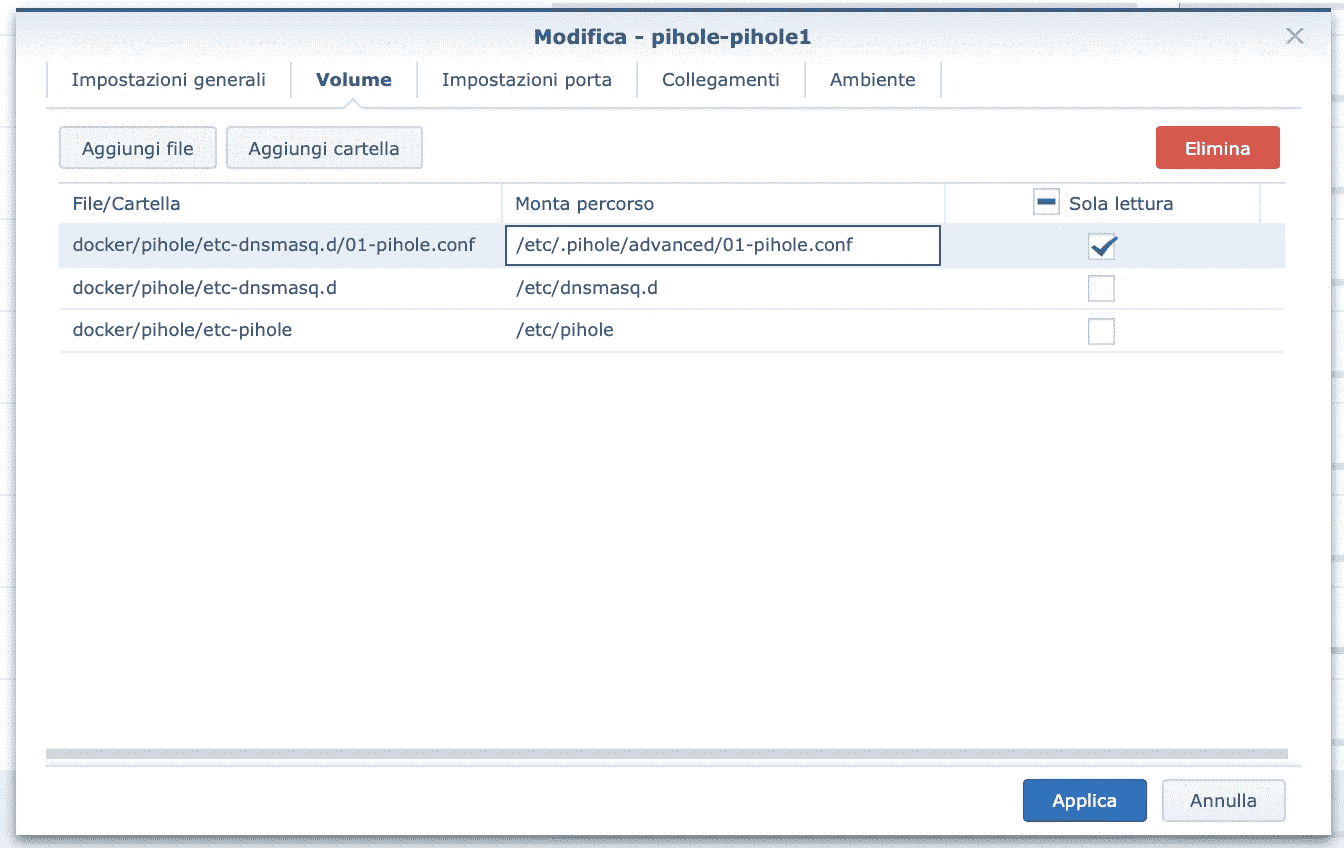 Modifica - pihole-pihole1
Impostazioni generali Volume Impostazioni porta Collegamenti Ambiente
Aggiungi file Aggiungi cartella Elimina
File/Cartella Monta percorso Sola lettura
docker/pihole/etc-dnsmasq.d/01-pihole.conf /etc/.pihole/advanced/01-pihole.conf
docker/pihole/etc-dnsmasq.d /etc/dnsmasq.d
docker/pihole/etc-pihole /etc/pihole
Applica Annulla